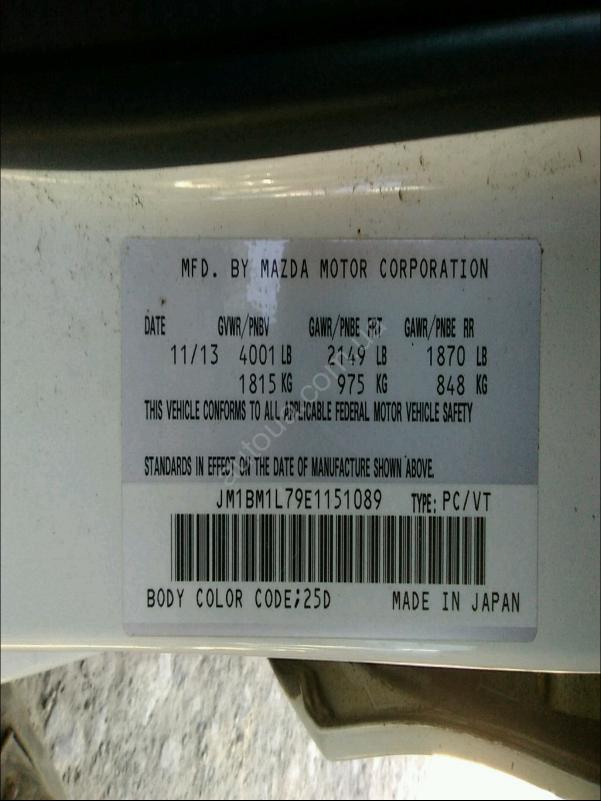 MFD. BY MAZDA MOTOR CORPORATION
DATE GVWR/PNBV GAWR/PNBE FRT GAWR/PNBE RR
11/13 4001 LB 2149 LB 1870 LB
1815 KG 975 KG 848 KG
THIS VEHICLE CONFORMS TO ALL APPLICABLE FEDERAL MOTOR VEHICLE SAFETY
STANDARDS IN EFFECT ON THE DATE OF MANUFACTURE SHOWN ABOVE.
JM1BM1L79E1151089 TYPE: PC/VT
BODY COLOR CODE;25D MADE IN JAPAN